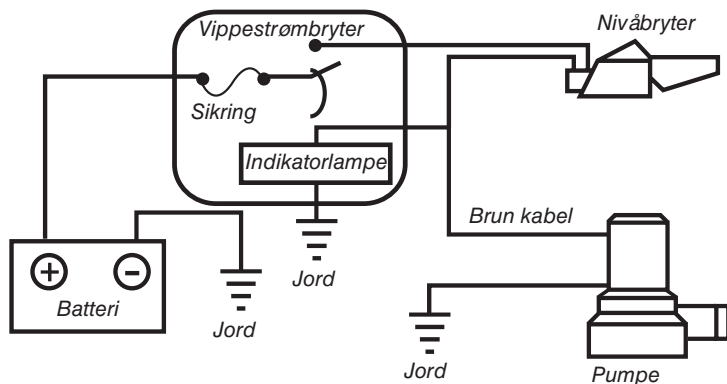 Vippestrømbryter
Nivåbryter
Sikring
Indikatorlampe
Brun kabel
Jord
+
-
Batteri
Jord
Jord
Pumpe